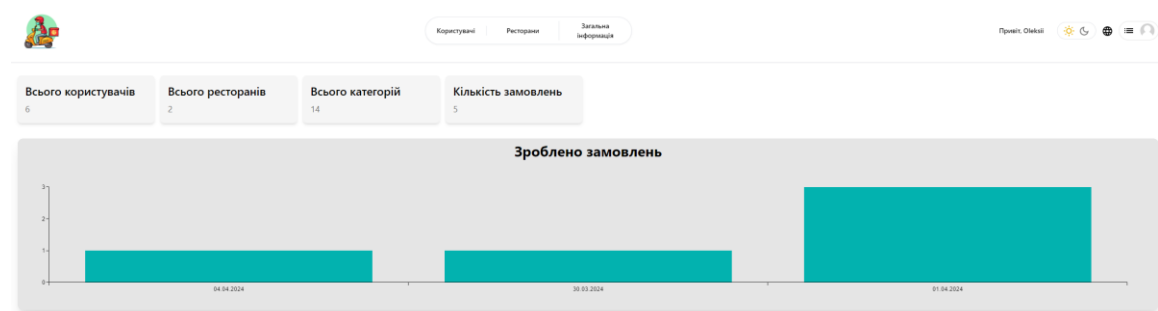 Користувачі
Ресторани
Загальна
інформація
Привіт, Oleksii
Всього користувачів
6
Всього ресторанів
2
Всього категорій
14
Кількість замовлень
5
Зроблено замовлень
3
2
1
0
04.04.2024
30.03.2024
01.04.2024